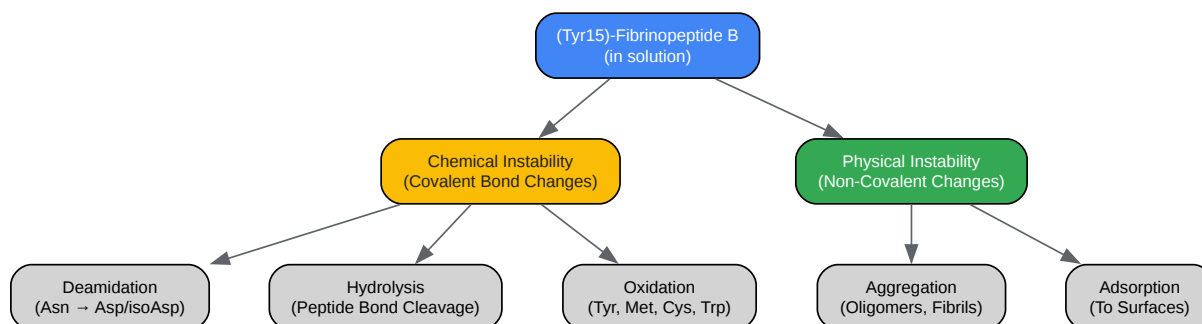 (Tyr15)-Fibrinopeptide B
(in solution)
Chemical Instability
(Covalent Bond Changes)
Physical Instability
(Non-Covalent Changes)
Deamidation
(Asn → Asp/isoAsp)
Hydrolysis
(Peptide Bond Cleavage)
Oxidation
(Tyr, Met, Cys, Trp)
Aggregation
(Oligomers, Fibrils)
Adsorption
(To Surfaces)